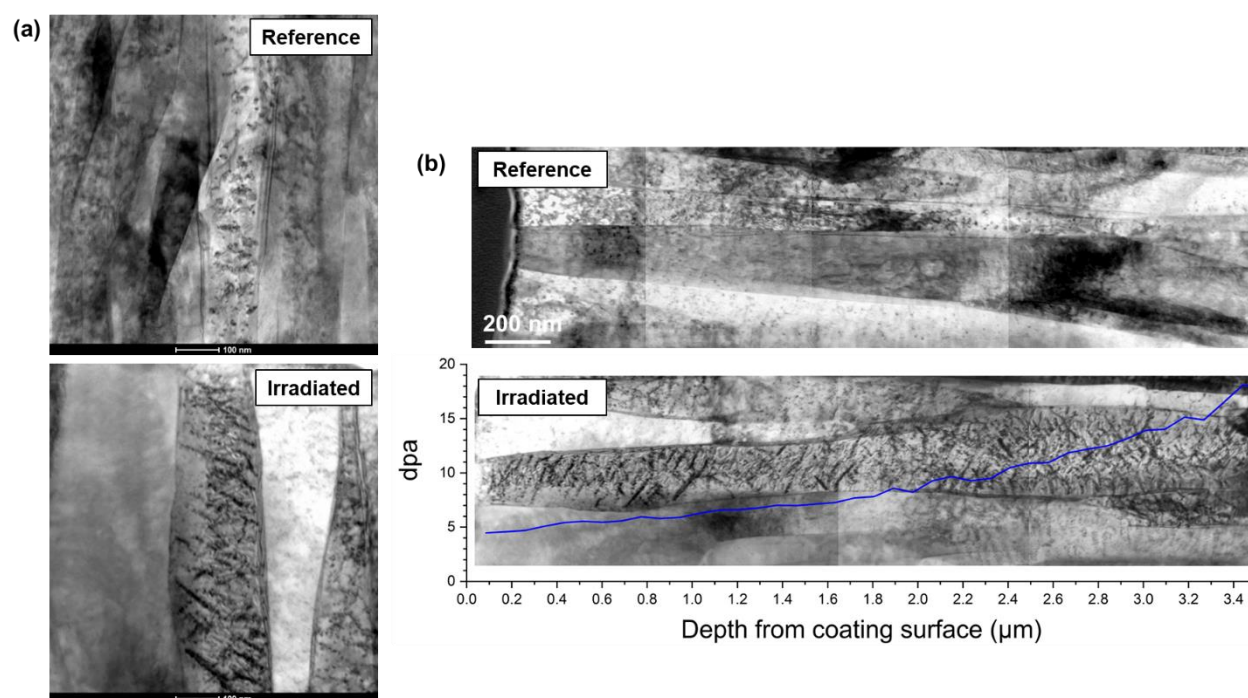 (a)
Reference
100 nm
Irradiated
100 nm
(b)
Reference
200 nm
Irradiated
20
15
10
5
0
dpa
0.0 0.2 0.4 0.6 0.8 1.0 1.2 1.4 1.6 1.8 2.0 2.2 2.4 2.6 2.8 3.0 3.2 3.4
Depth from coating surface (µm)